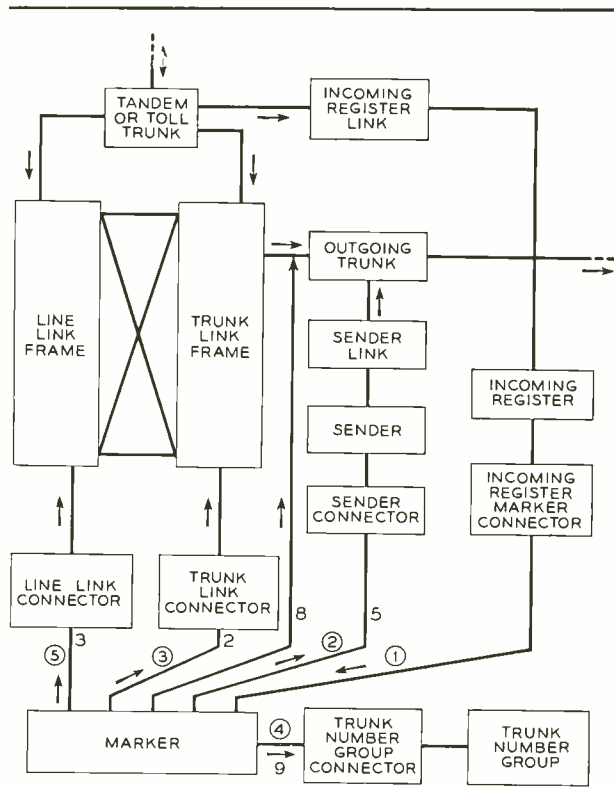 TANDEM
OR TOLL
TRUNK
INCOMING
REGISTER
LINK
LINE
LINK
FRAME
TRUNK
LINK
FRAME
OUTGOING
TRUNK
SENDER
LINK
SENDER
SENDER
CONNECTOR
INCOMING
REGISTER
INCOMING
REGISTER
MARKER
CONNECTOR
LINE LINK
CONNECTOR
TRUNK
LINK
CONNECTOR
3
2
8
5
⑤
③
②
①
MARKER
④
9
TRUNK
NUMBER
GROUP
CONNECTOR
TRUNK
NUMBER
GROUP